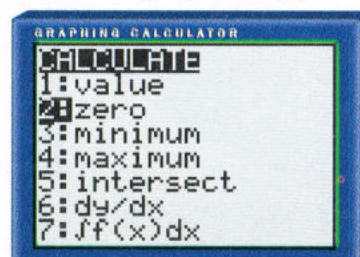 GRAPHING CALCULATOR
CALCULATE
1:value
2:zero
3:minimum
4:maximum
5:intersect
6:dy/dx
7:∫f(x)dx